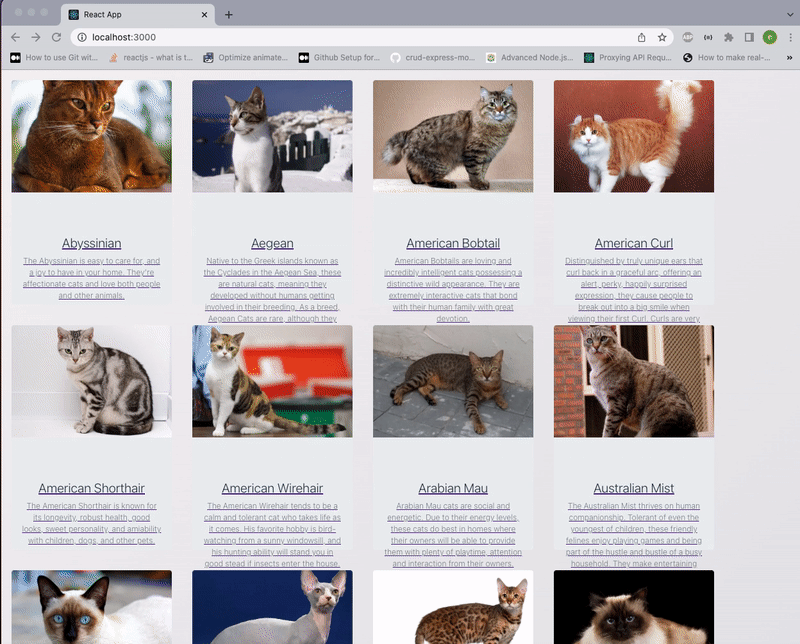 React App
localhost:3000
ABP
How to use Git wit...
reactjs - what is t...
Optimize animate...
Github Setup for...
crud-express-mo...
Advanced Node.js...
Proxying API Requ...
How to make real-...
»
Abyssinian
The Abyssinian is easy to care for, and
a joy to have in your home. They're
affectionate cats and love both people
and other animals.
Aegean
Native to the Greek islands known as
the Cyclades in the Aegean Sea, these
are natural cats, meaning they
developed without humans getting
involved in their breeding. As a breed,
Aegean Cats are rare, although they
American Bobtail
American Bobtails are loving and
incredibly intelligent cats possessing a
distinctive wild appearance. They are
extremely interactive cats that bond
with their human family with great
devotion.
American Curl
Distinguished by truly unique ears that
curl back in a graceful arc, offering an
alert, perky, happily surprised
expression, they cause people to
break out into a big smile when
viewing their first Curl. Curls are very
American Shorthair
The American Shorthair is known for
its longevity, robust health, good
looks, sweet personality, and amiability
with children, dogs, and other pets.
American Wirehair
The American Wirehair tends to be a
calm and tolerant cat who takes life as
it comes. His favorite hobby is bird-
watching from a sunny windowsill, and
his hunting ability will stand you in
good stead if insects enter the house.
Arabian Mau
Arabian Mau cats are social and
energetic. Due to their energy levels,
these cats do best in homes where
their owners will be able to provide
them with plenty of playtime, attention
and interaction from their owners.
Australian Mist
The Australian Mist thrives on human
companionship. Tolerant of even the
youngest of children, these friendly
felines enjoy playing games and being
part of the hustle and bustle of a busy
household. They make entertaining